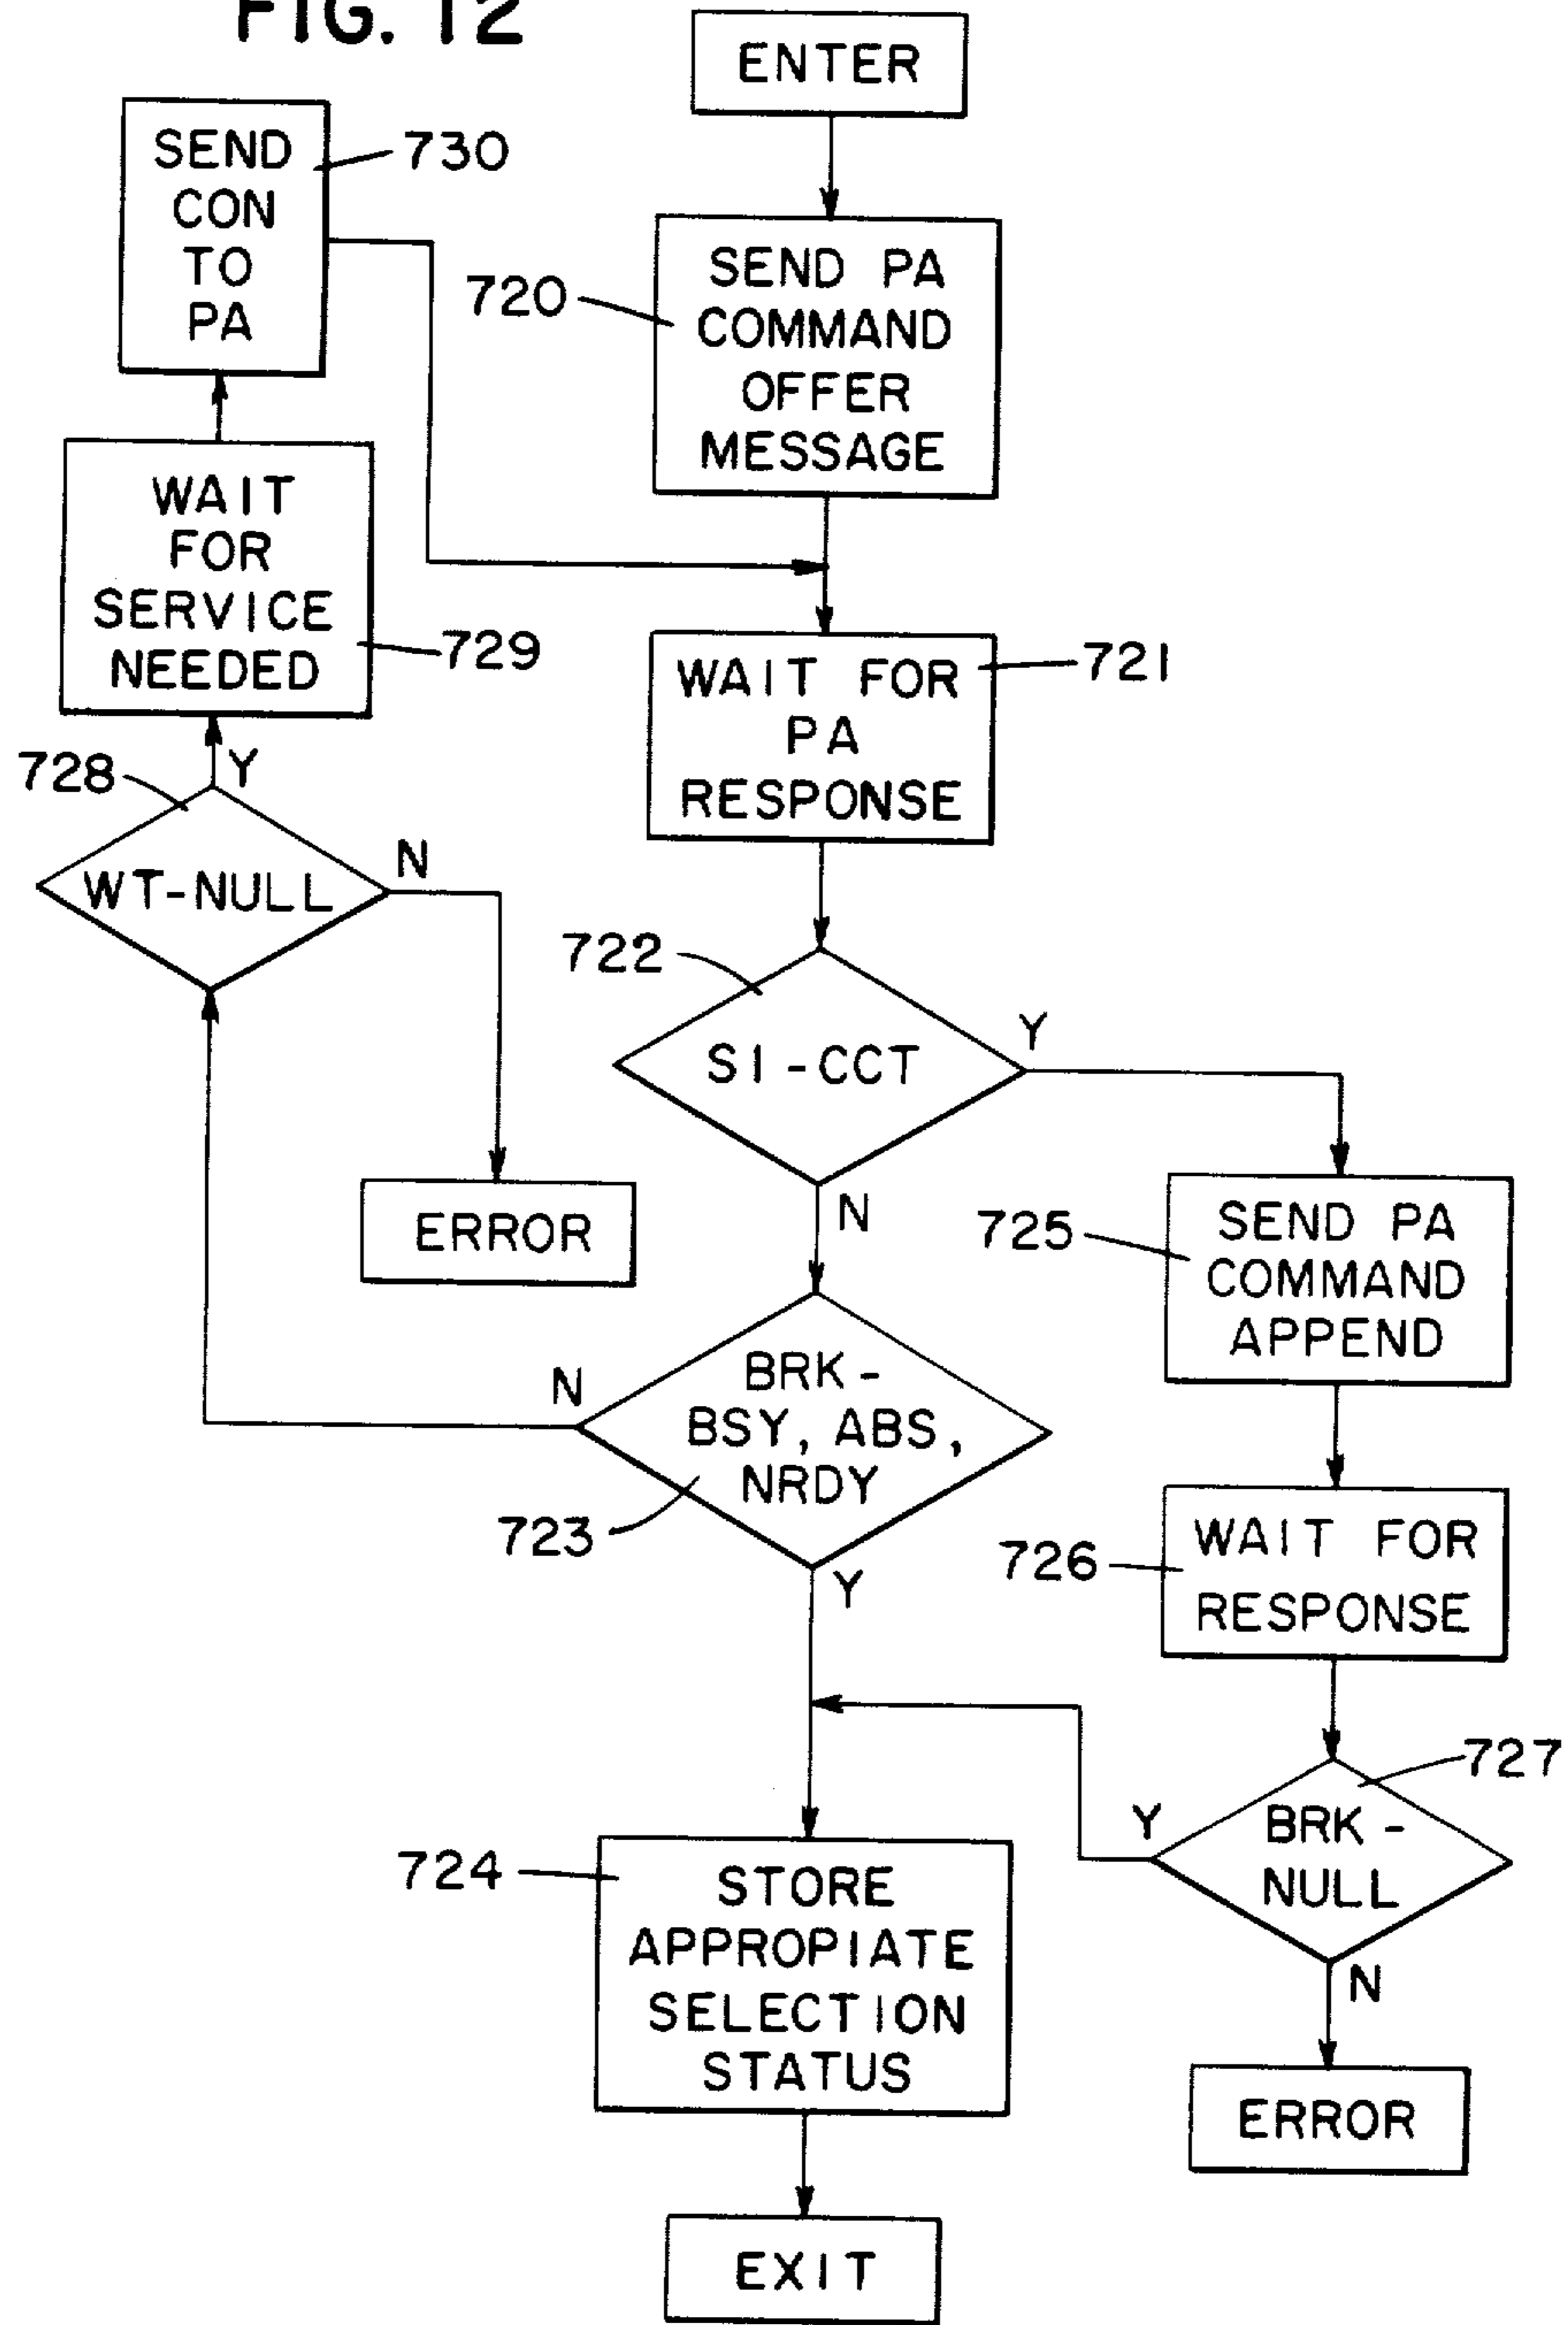 FIG. 12
ENTER
SEND
CON
TO
PA
730
SEND PA
COMMAND
OFFER
MESSAGE
720
WAIT
FOR
SERVICE
NEEDED
729
WAIT FOR
PA
RESPONSE
721
728
Y
WT-NULL
N
722
SI-CCT
Y
N
ERROR
725
SEND PA
COMMAND
APPEND
N
BRK-
BSY, ABS,
NRDY
723
Y
726
WAIT FOR
RESPONSE
727
Y
BRK-
NULL
N
724
STORE
APPROPIATE
SELECTION
STATUS
ERROR
EXIT